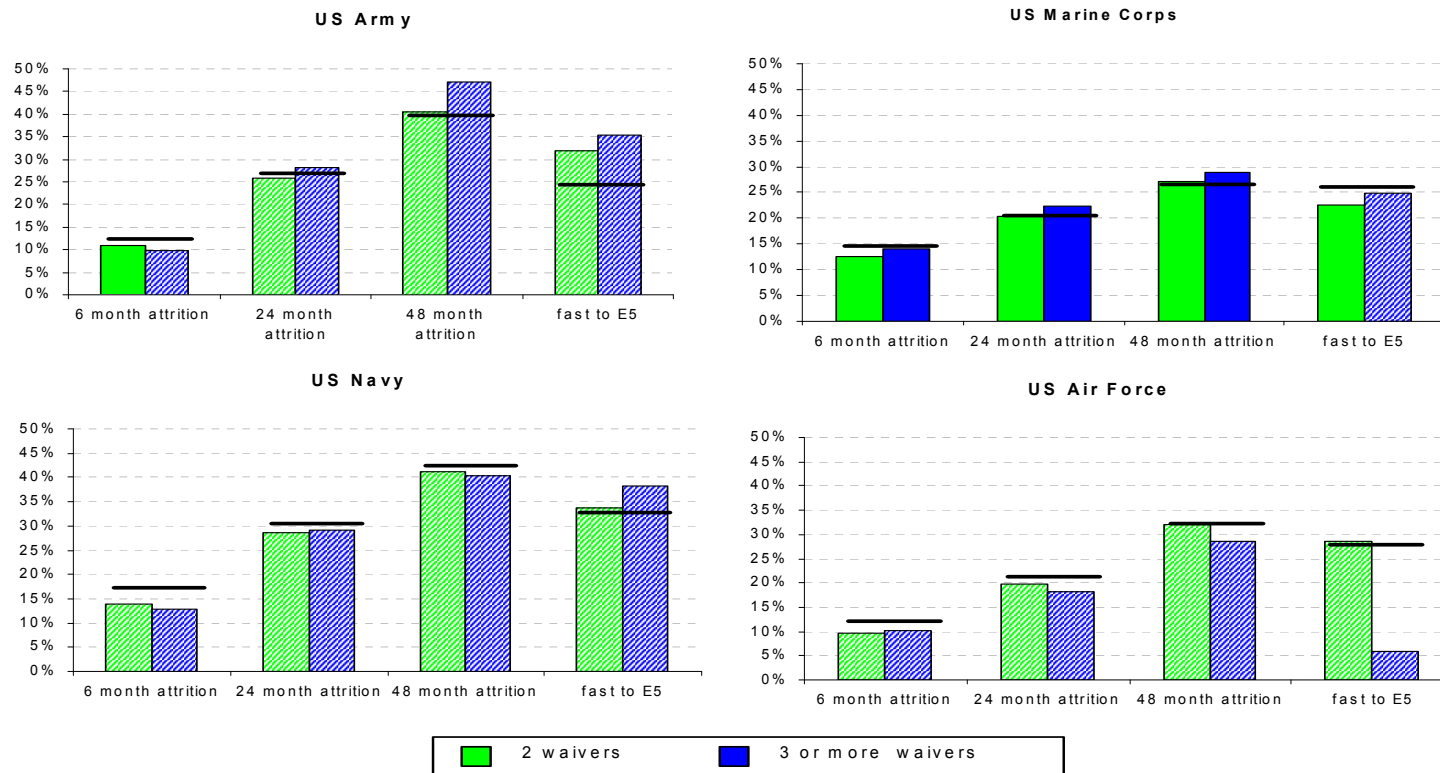 US Army
50%
45%
40%
35%
30%
25%
20%
15%
10%
5%
0%
6 month attrition
24 month
attrition
48 month
attrition
fast to E5
US Marine Corps
50%
45%
40%
35%
30%
25%
20%
15%
10%
5%
0%
6 month attrition
24 month attrition
48 month attrition
fast to E5
US Navy
50%
45%
40%
35%
30%
25%
20%
15%
10%
5%
0%
6 month attrition
24 month attrition
48 month attrition
fast to E5
US Air Force
50%
45%
40%
35%
30%
25%
20%
15%
10%
5%
0%
6 month attrition
24 month attrition
48 month attrition
fast to E5
2 waivers
3 or more waivers